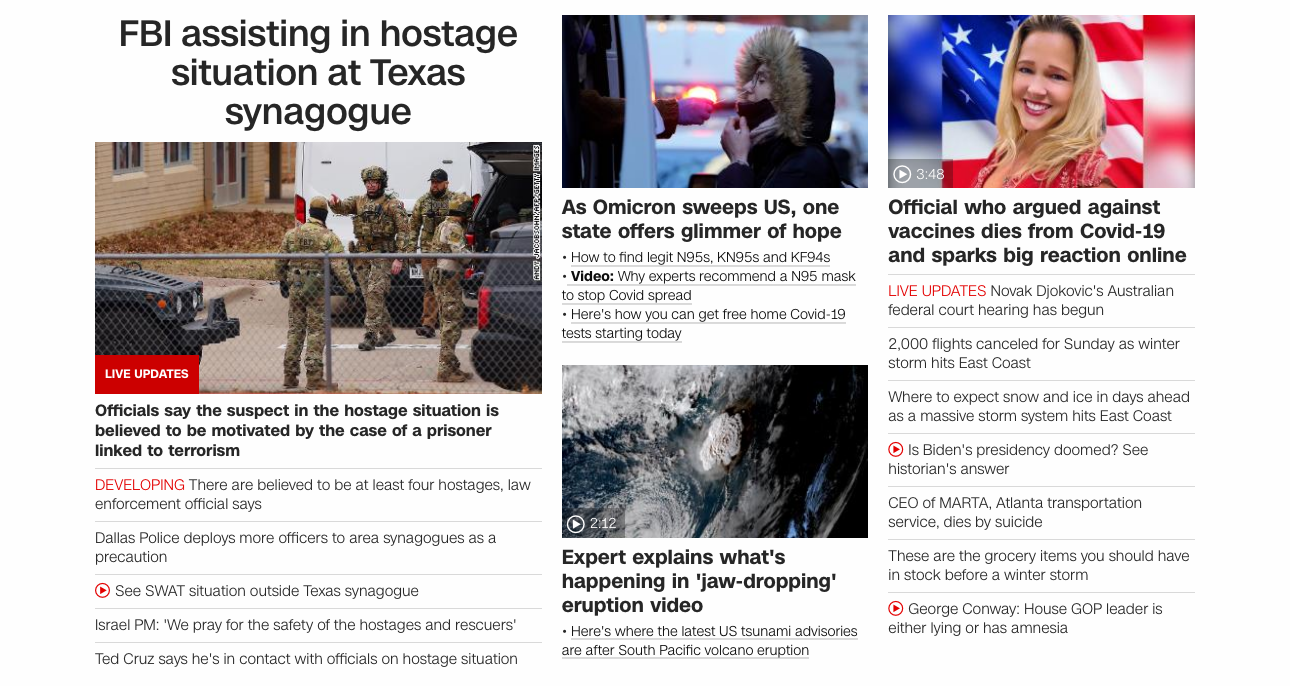 FBI assisting in hostage
situation at Texas
synagogue
ANDY JACOBSOHN/AFP/GETTY IMAGES
LIVE UPDATES
Officials say the suspect in the hostage situation is
believed to be motivated by the case of a prisoner
linked to terrorism
DEVELOPING There are believed to be at least four hostages, law
enforcement official says
Dallas Police deploys more officers to area synagogues as a
precaution
See SWAT situation outside Texas synagogue
Israel PM: 'We pray for the safety of the hostages and rescuers'
Ted Cruz says he's in contact with officials on hostage situation
As Omicron sweeps US, one
state offers glimmer of hope
• How to find legit N95s, KN95s and KF94s
• Video: Why experts recommend a N95 mask
to stop Covid spread
• Here's how you can get free home Covid-19
tests starting today
2:12
Expert explains what's
happening in 'jaw-dropping'
eruption video
• Here's where the latest US tsunami advisories
are after South Pacific volcano eruption
3:48
Official who argued against
vaccines dies from Covid-19
and sparks big reaction online
LIVE UPDATES Novak Djokovic's Australian
federal court hearing has begun
2,000 flights canceled for Sunday as winter
storm hits East Coast
Where to expect snow and ice in days ahead
as a massive storm system hits East Coast
Is Biden's presidency doomed? See
historian's answer
CEO of MARTA, Atlanta transportation
service, dies by suicide
These are the grocery items you should have
in stock before a winter storm
George Conway: House GOP leader is
either lying or has amnesia